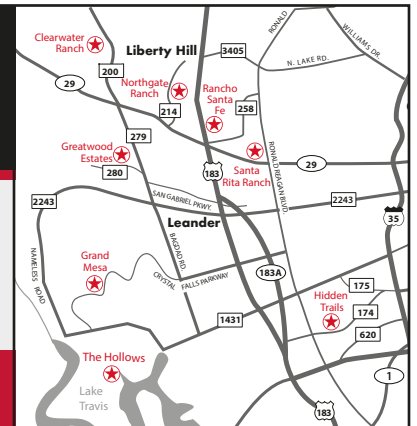 Clearwater
Ranch
200
Liberty Hill
3405
RONALD
WILLIAMS DR.
N. LAKE RD.
29
Northgate
Ranch
214
Rancho
Santa
Fe
258
279
Greatwood
Estates
280
183
Santa
Rita Ranch
29
RONALD REAGAN BLVD.
2243
SAN GABRIEL PKWY.
2243
35
Leander
NAMELESS ROAD
BAGDAD RD.
Grand
Mesa
CRYSTAL FALLS PARKWAY
183A
175
Hidden
Trails
174
1431
620
The Hollows
1
Lake
Travis
183